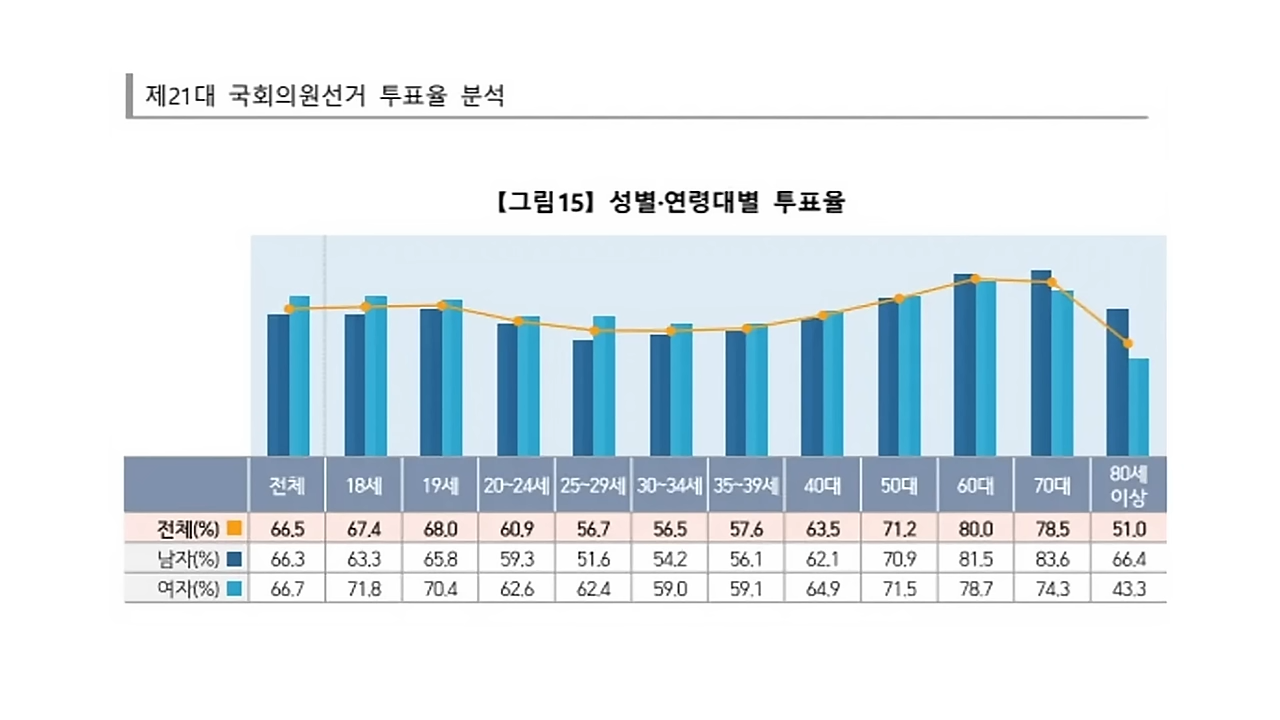 제21대 국회의원선거 투표율 분석
【그림15】 성별·연령대별 투표율
전체 18세 19세 20~24세 25~29세 30~34세 35~39세 40대 50대 60대 70대 80세
이상
전체(%) 66.5 67.4 68.0 60.9 56.7 56.5 57.6 63.5 71.2 80.0 78.5 51.0
남자(%) 66.3 63.3 65.8 59.3 51.6 54.2 56.1 62.1 70.9 81.5 83.6 66.4
여자(%) 66.7 71.8 70.4 62.6 62.4 59.0 59.1 64.9 71.5 78.7 74.3 43.3